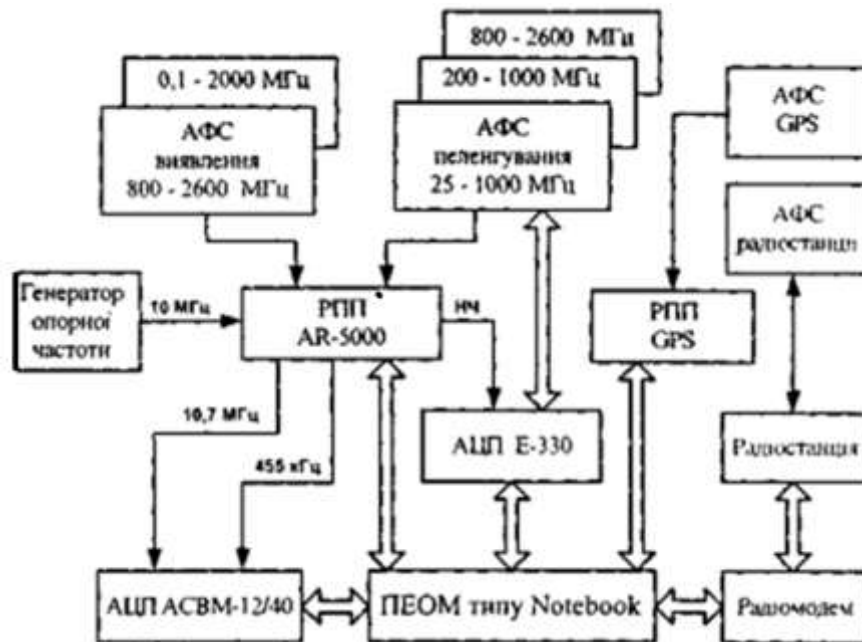 800 - 2600 МГц
0,1 - 2000 МГц
200 - 1000 МГц
АФС
виявлення
800 - 2600 МГц
АФС
пеленгування
25 - 1000 МГц
АФС
GPS
АФС
радіостанції
Генератор
опорної
частоти
10 МГц
РПП
AR-5000
НЧ
РПП
GPS
10,7 МГц
455 кГц
АЦП Е-330
Радіостанція
АЦП АСВМ-12/40
ПЕОМ типу Notebook
Радіомодем